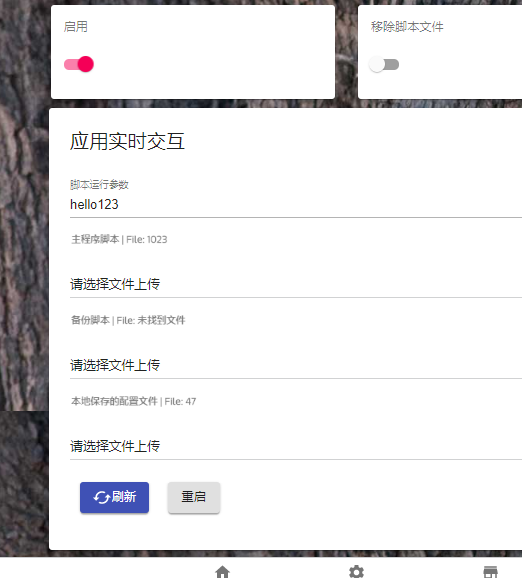 启用
移除脚本文件
应用实时交互
脚本运行参数
hello123
主程序脚本 | File: 1023
请选择文件上传
备份脚本 | File: 未找到文件
请选择文件上传
本地保存的配置文件 | File: 47
请选择文件上传
刷新 重启